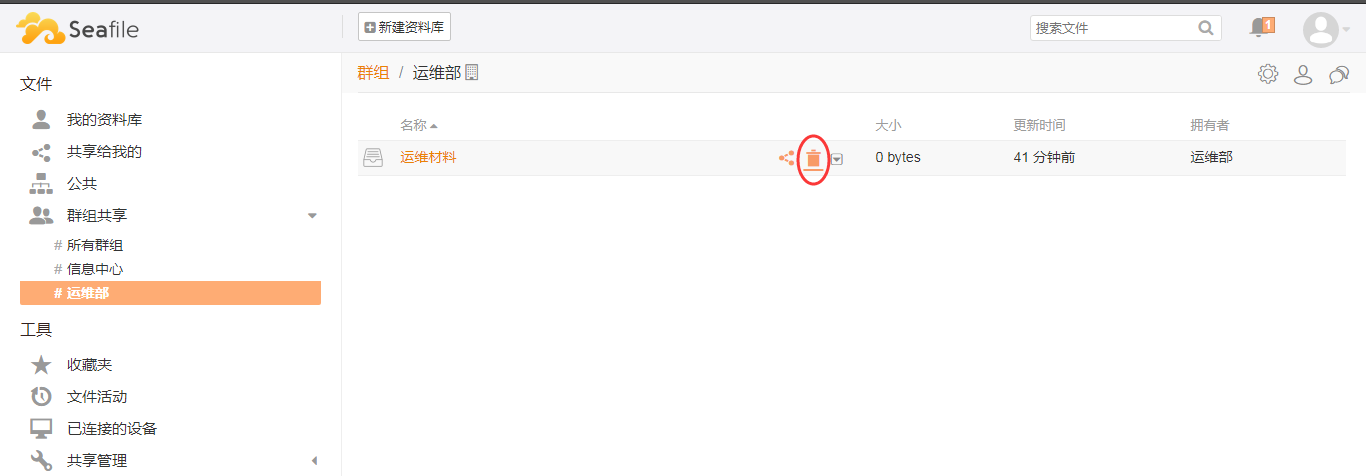 Seafile
新建资料库
搜索文件
1
文件
我的资料库
共享给我的
公共
群组共享
# 所有群组
# 信息中心
# 运维部
工具
收藏夹
文件活动
已连接的设备
共享管理
群组 / 运维部
名称 大小 更新时间 拥有者
运维材料 0 bytes 41 分钟前 运维部